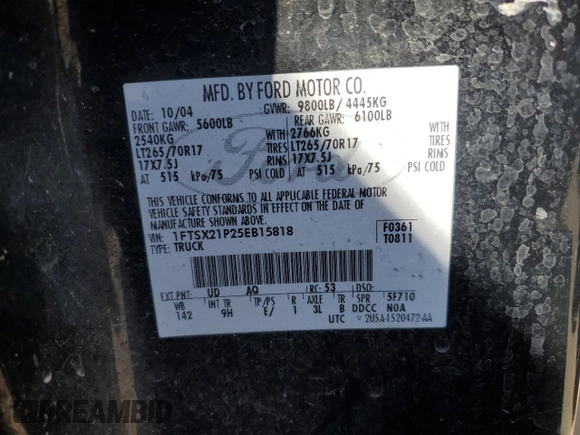 MFD. BY FORD MOTOR CO.
DATE: 10/04 GVWR: 9800LB/ 4445KG
FRONT GAWR: 5600LB REAR GAWR: 6100LB
2540KG WITH 2766KG WITH
LT265/70R17 TIRES LT265/70R17 TIRES
17X7.5J RIMS 17X7.5J RIMS
AT 515 kPa/75 PSI COLD AT 515 kPa/75 PSI COLD
THIS VEHICLE CONFORMS TO ALL APPLICABLE FEDERAL MOTOR
VEHICLE SAFETY STANDARDS IN EFFECT ON THE DATE OF
MANUFACTURE SHOWN ABOVE.
VIN: 1FTSX21P25EB15818 F0361
TYPE: TRUCK T0811
EXT PNT: UD AQ RC: 53 DSO:
WB INT TR TP/PS R AXLE TR SPR 5F710
142 9H E/ 1 3L B DDCC N0A
UTC 2U5A-1520472-AA
Ford
DREAMBID